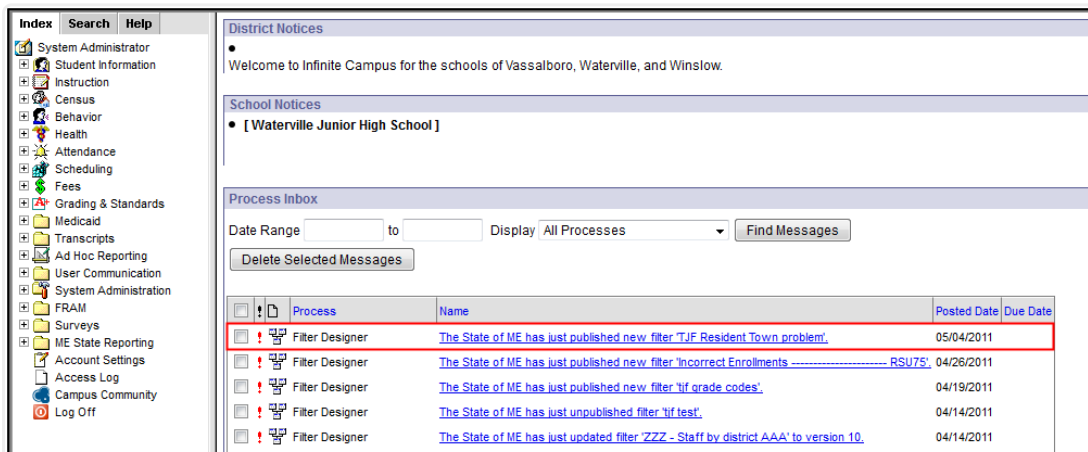 Index Search Help
System Administrator
Student Information
Instruction
Census
Behavior
Health
Attendance
Scheduling
Fees
Grading & Standards
Medicaid
Transcripts
Ad Hoc Reporting
User Communication
System Administration
FRAM
Surveys
ME State Reporting
Account Settings
Access Log
Campus Community
Log Off
District Notices
Welcome to Infinite Campus for the schools of Vassalboro, Waterville, and Winslow.
School Notices
[ Waterville Junior High School ]
Process Inbox
Date Range to Display All Processes Find Messages
Delete Selected Messages
! Process Name Posted Date Due Date
! Filter Designer The State of ME has just published new filter 'TJF Resident Town problem'. 05/04/2011
! Filter Designer The State of ME has just published new filter 'Incorrect Enrollments ----------------------- RSU75'. 04/26/2011
! Filter Designer The State of ME has just published new filter 'tjf grade codes'. 04/19/2011
! Filter Designer The State of ME has just unpublished filter 'tjf test'. 04/14/2011
! Filter Designer The State of ME has just updated filter 'ZZZ - Staff by district AAA' to version 10. 04/14/2011